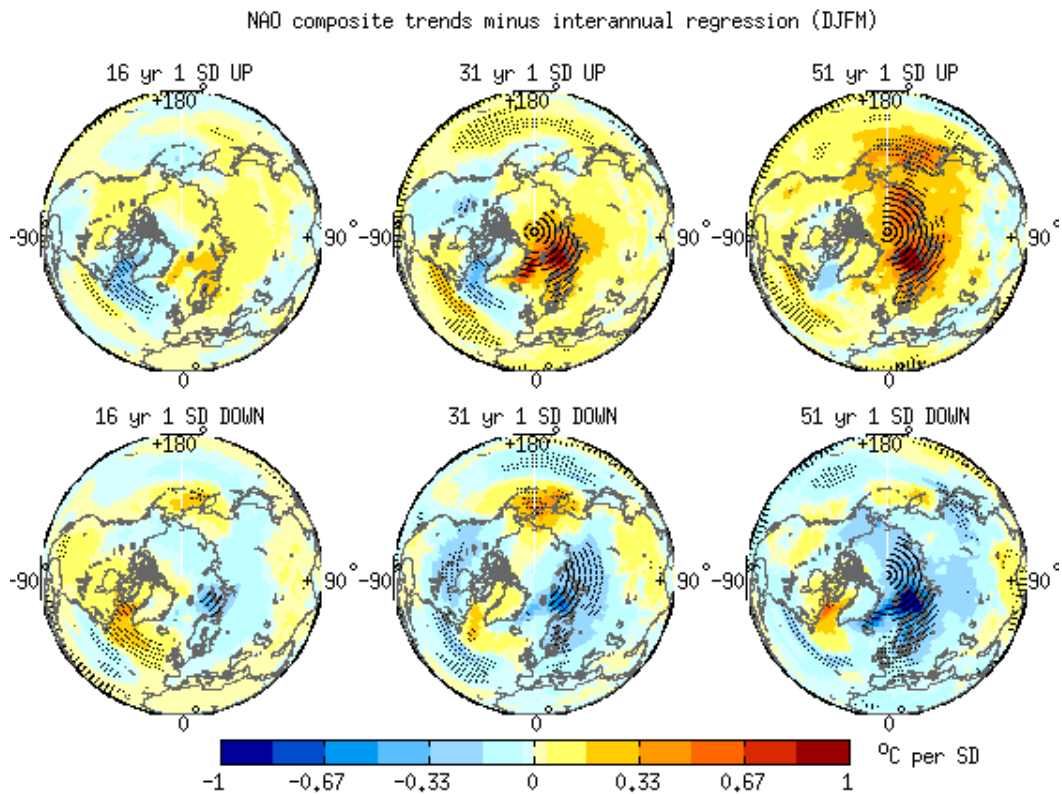 NAO composite trends minus interannual regression (DJFM)
16 yr 1 SD UP 31 yr 1 SD UP 51 yr 1 SD UP
+180° +180° +180°
-90° 90° -90° 90° -90° 90°
0 0 0
16 yr 1 SD DOWN 31 yr 1 SD DOWN 51 yr 1 SD DOWN
+180° +180° +180°
-90° 90° -90° 90° -90° 90°
0 0 0
°C per SD
-1 -0.67 -0.33 0 0.33 0.67 1